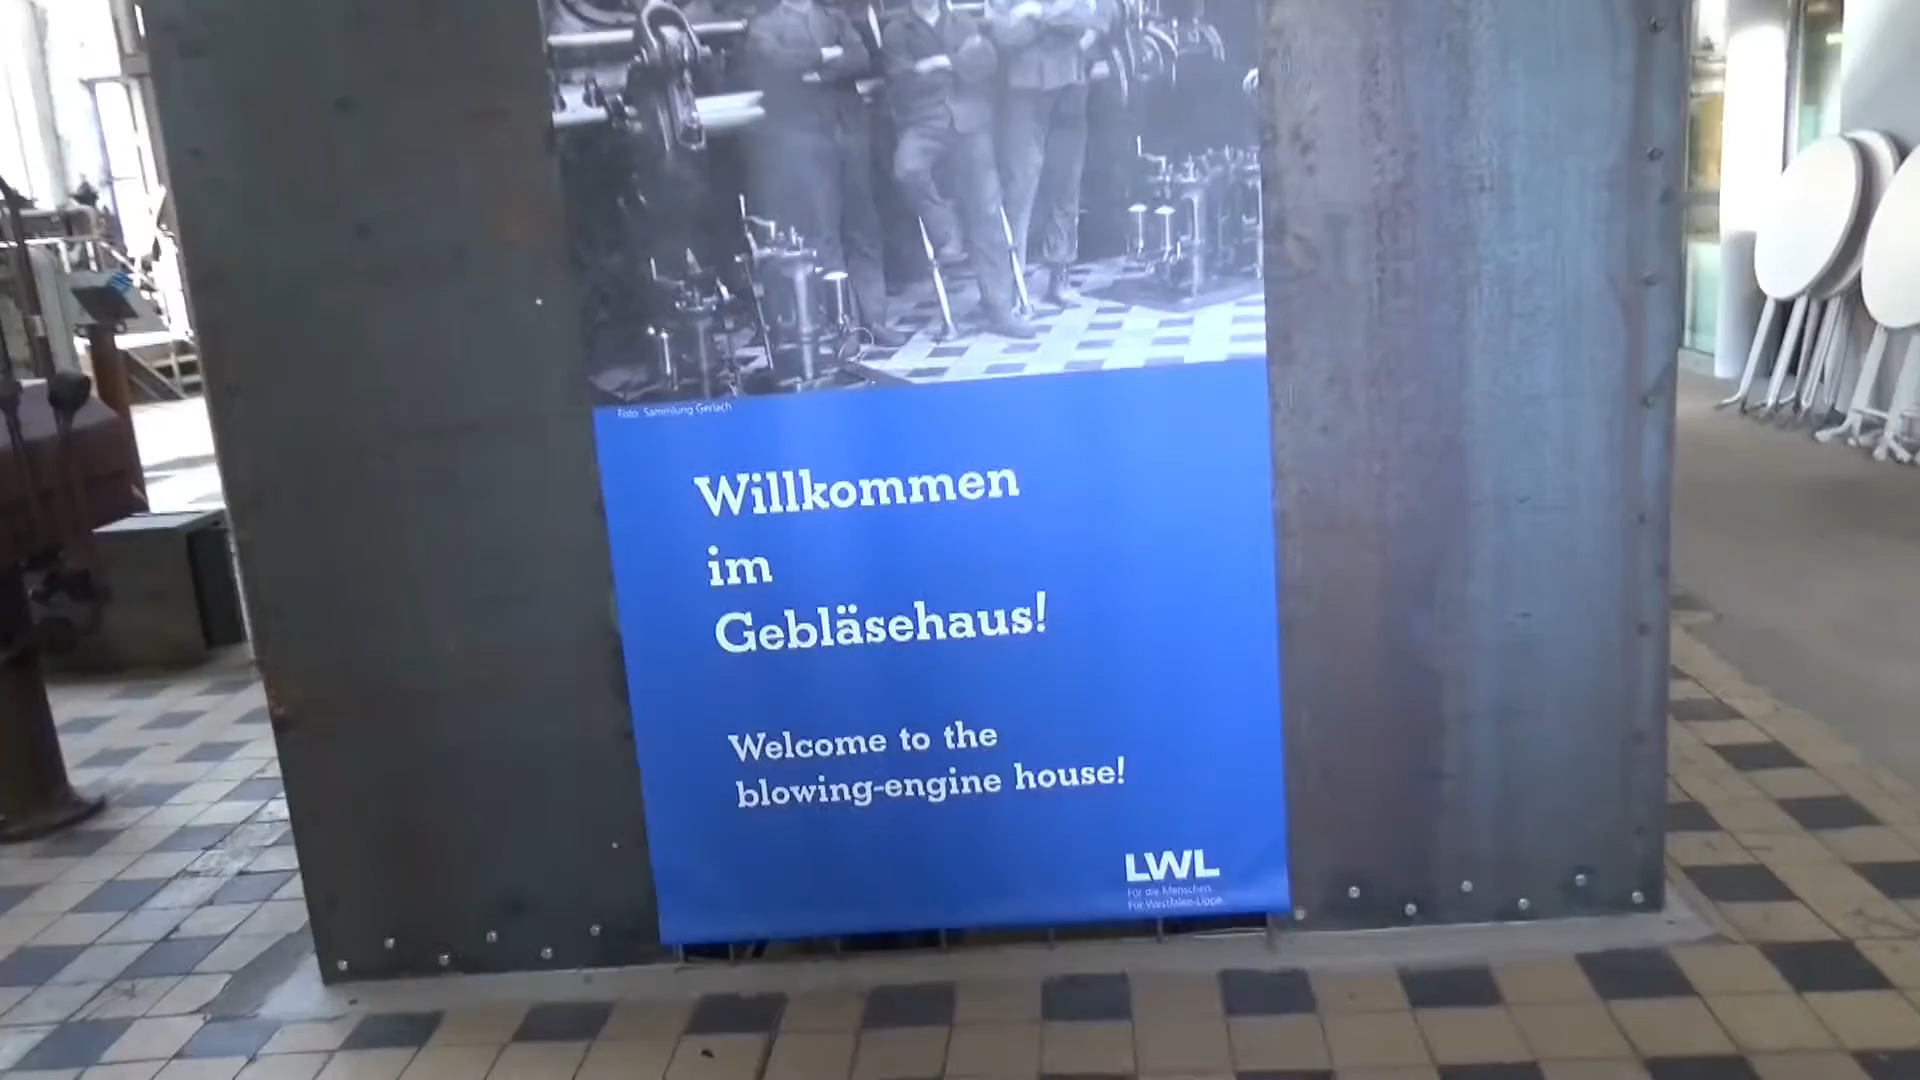 Foto: Sammlung Gerlach
Willkommen
im
Gebläsehaus!
Welcome to the
blowing-engine house!
LWL
Für die Menschen.
Für Westfalen-Lippe.